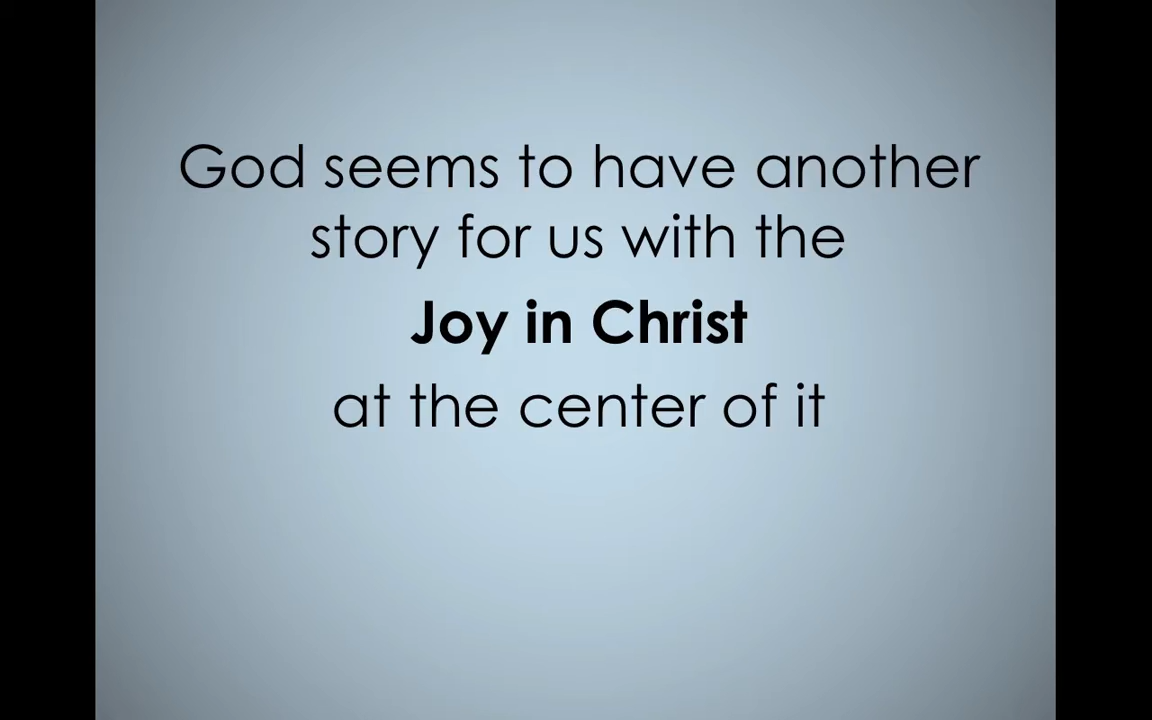 God seems to have another
story for us with the
Joy in Christ
at the center of it